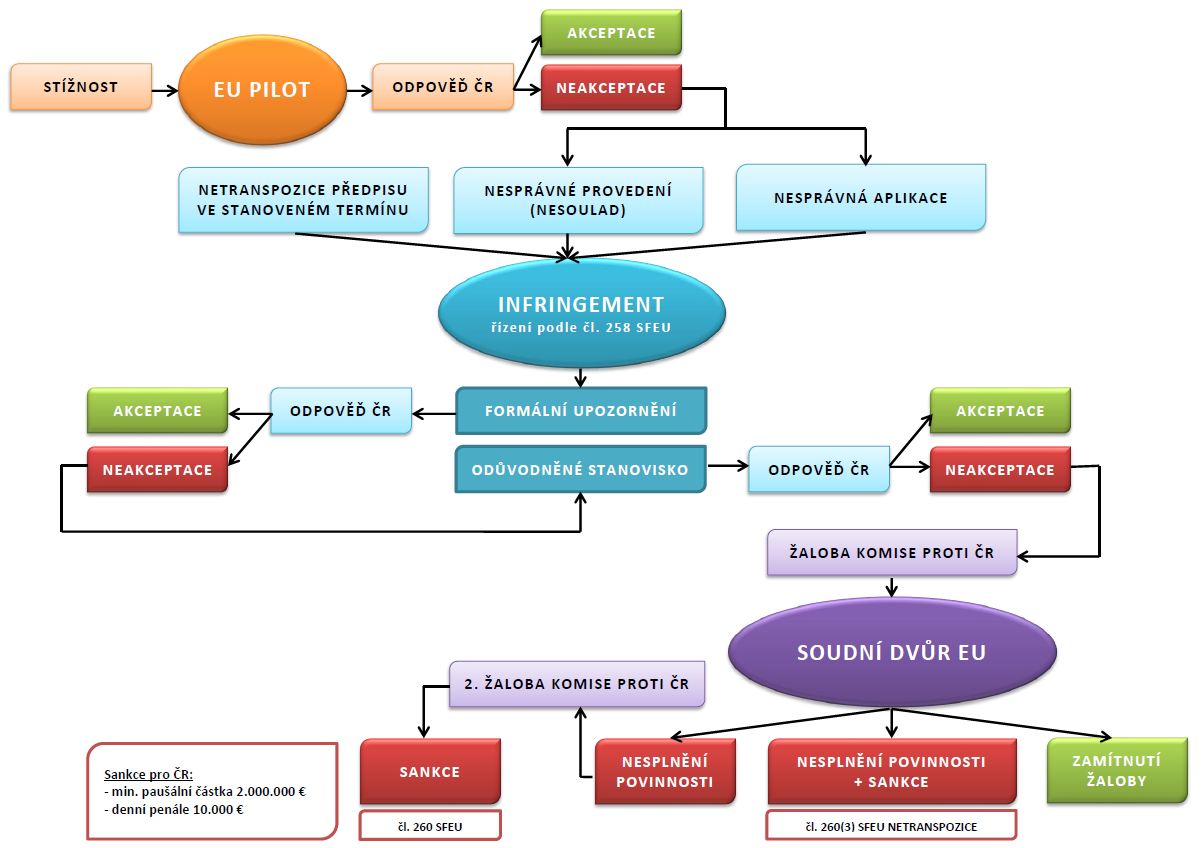 STÍŽNOST
EU PILOT
ODPOVĚĎ ČR
AKCEPTACE
NEAKCEPTACE
NETRANSPOZICE PŘEDPISU
VE STANOVENÉM TERMÍNU
NESPRÁVNÉ PROVEDENÍ
(NESOULAD)
NESPRÁVNÁ APLIKACE
INFRINGEMENT
řízení podle čl. 258 SFEU
AKCEPTACE
ODPOVĚĎ ČR
FORMÁLNÍ UPOZORNĚNÍ
NEAKCEPTACE
ODŮVODNĚNÉ STANOVISKO
ODPOVĚĎ ČR
AKCEPTACE
NEAKCEPTACE
ŽALOBA KOMISE PROTI ČR
SOUDNÍ DVŮR EU
2. ŽALOBA KOMISE PROTI ČR
SANKCE
čl. 260 SFEU
NESPLNĚNÍ
POVINNOSTI
NESPLNĚNÍ POVINNOSTI
+ SANKCE
čl. 260(3) SFEU NETRANSPOZICE
ZAMÍTNUTÍ
ŽALOBY
Sankce pro ČR:
- min. paušální částka 2.000.000 €
- denní penále 10.000 €